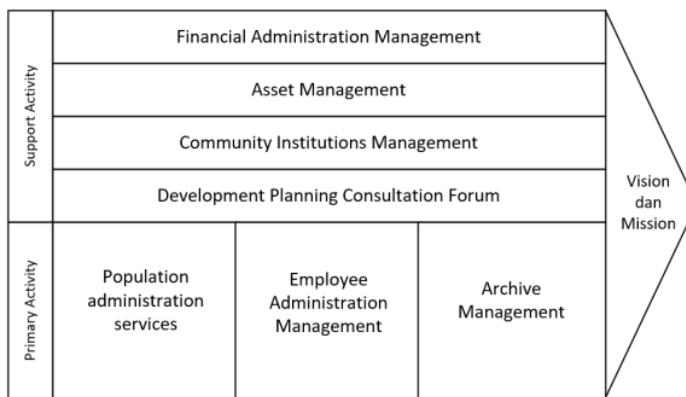 Support Activity
Financial Administration Management
Asset Management
Community Institutions Management
Development Planning Consultation Forum
Primary Activity
Population
administration
services
Employee
Administration
Management
Archive
Management
Vision
dan
Mission